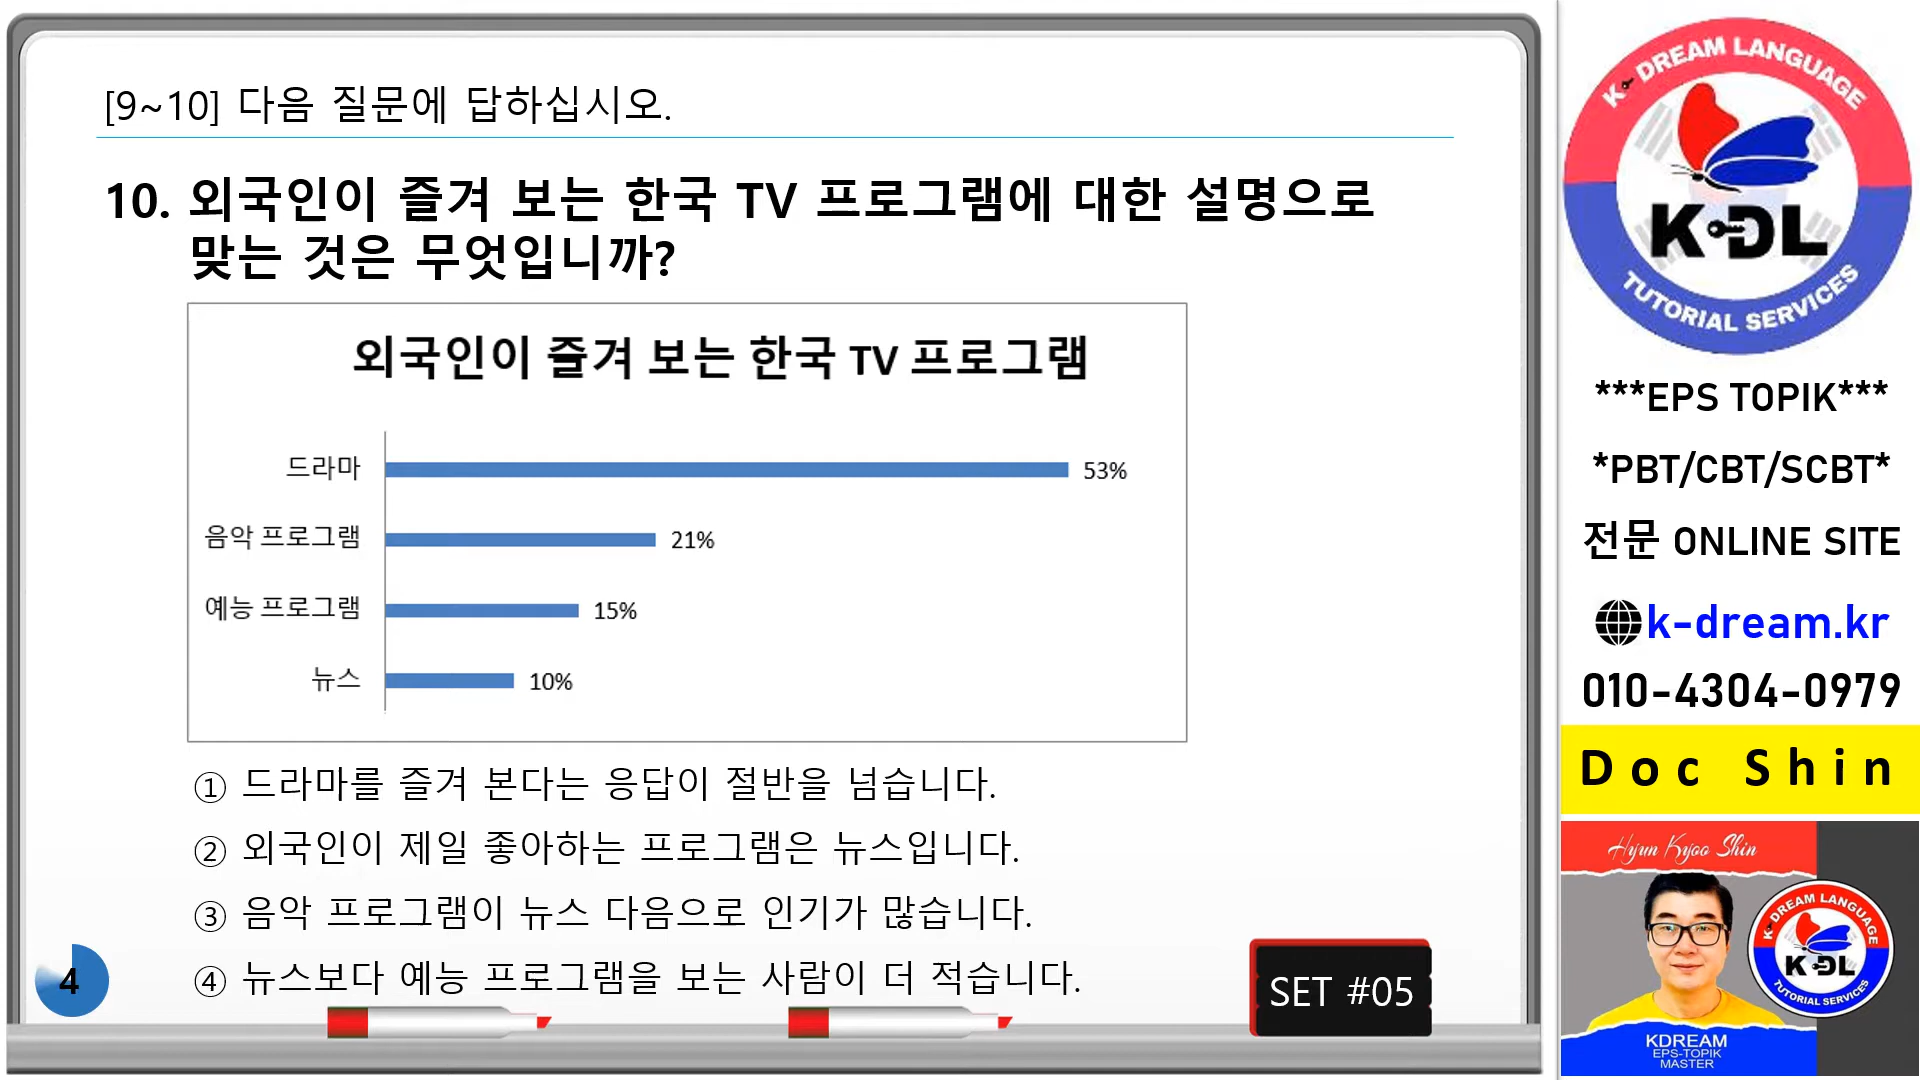 [9~10] 다음 질문에 답하십시오.
10. 외국인이 즐겨 보는 한국 TV 프로그램에 대한 설명으로
맞는 것은 무엇입니까?
외국인이 즐겨 보는 한국 TV 프로그램
드라마 53%
음악 프로그램 21%
예능 프로그램 15%
뉴스 10%
① 드라마를 즐겨 본다는 응답이 절반을 넘습니다.
② 외국인이 제일 좋아하는 프로그램은 뉴스입니다.
③ 음악 프로그램이 뉴스 다음으로 인기가 많습니다.
④ 뉴스보다 예능 프로그램을 보는 사람이 더 적습니다.
4
SET #05
K DREAM LANGUAGE
K DL
TUTORIAL SERVICES
***EPS TOPIK***
*PBT/CBT/SCBT*
전문 ONLINE SITE
k-dream.kr
010-4304-0979
Doc Shin
Hyun Kyoo Shin
K DREAM LANGUAGE
K DL
TUTORIAL SERVICES
KDREAM
EPS-TOPIK
MASTER